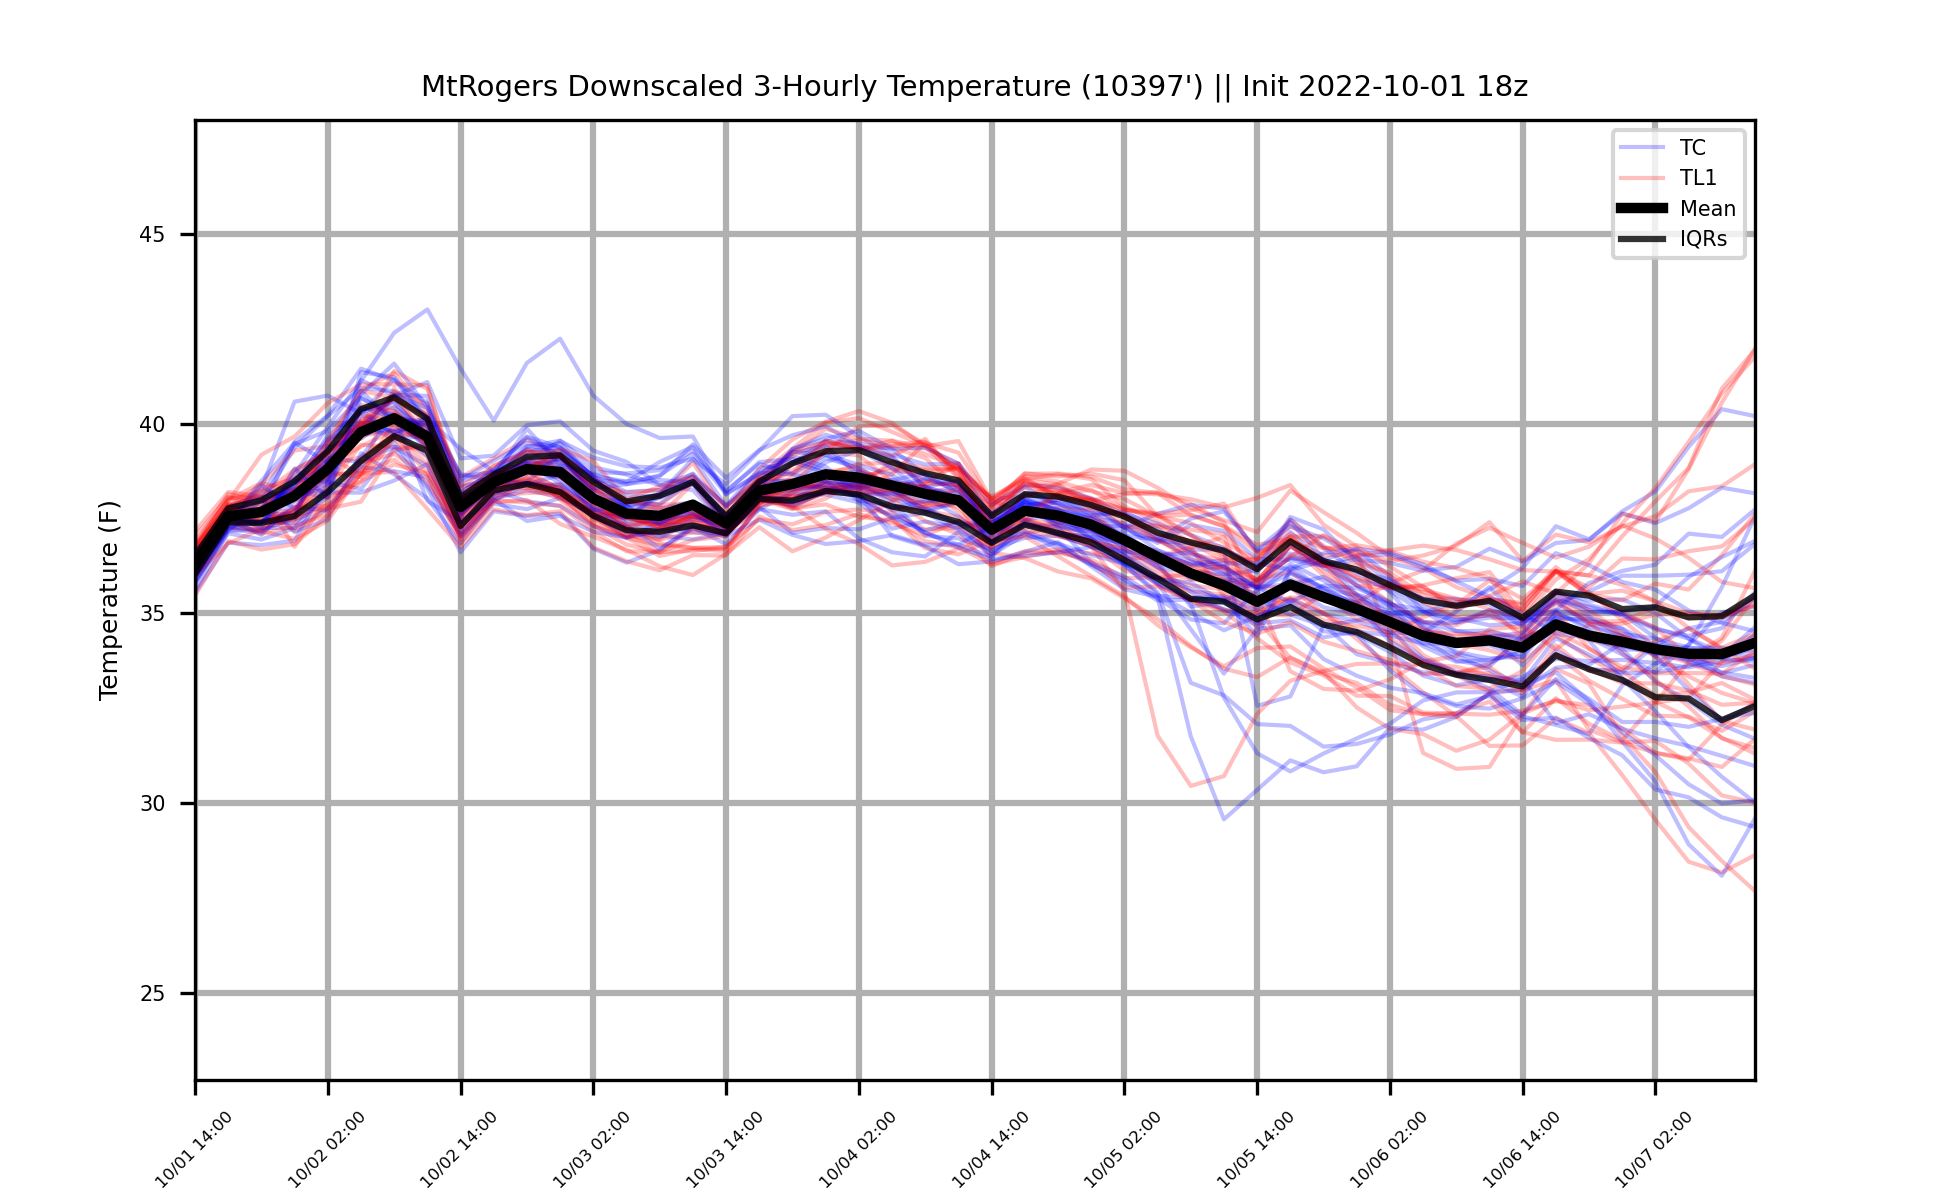 MtRogers Downscaled 3-Hourly Temperature (10397') || Init 2022-10-01 18z
TC
TL1
Mean
IQRs
Temperature (F)
45
40
35
30
25
10/01 14:00
10/02 02:00
10/02 14:00
10/03 02:00
10/03 14:00
10/04 02:00
10/04 14:00
10/05 02:00
10/05 14:00
10/06 02:00
10/06 14:00
10/07 02:00